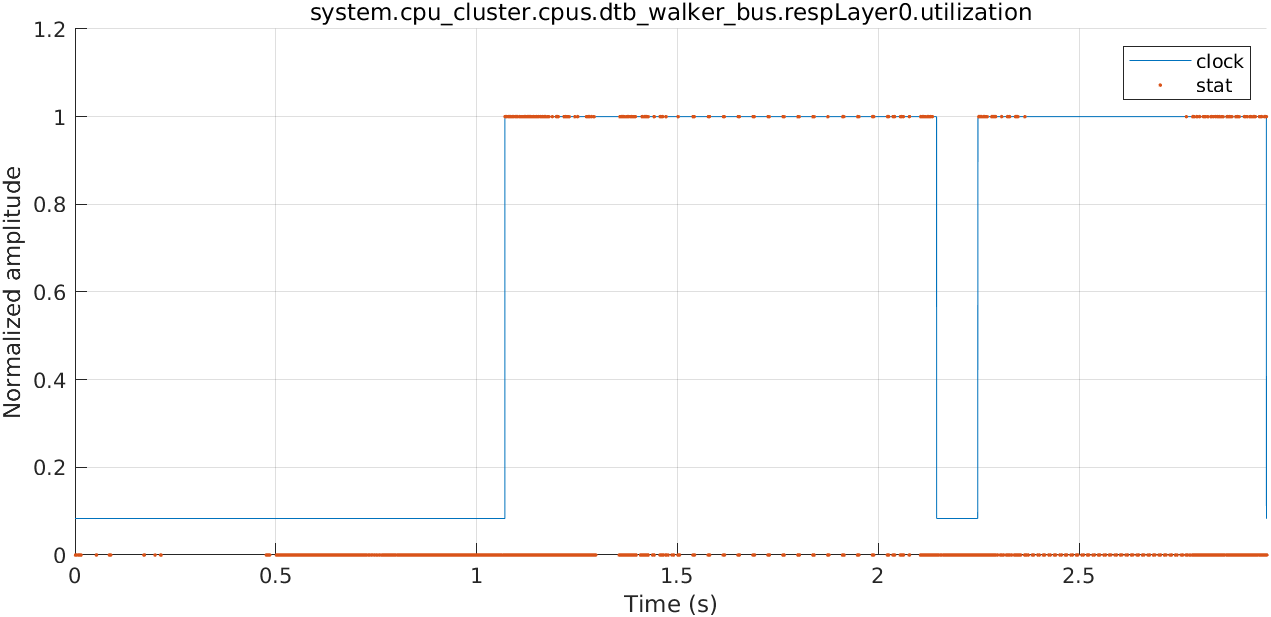 system.cpu_cluster.cpus.dtb_walker_bus.respLayer0.utilization
1.2
1
0.8
0.6
0.4
0.2
0
Normalized amplitude
clock
stat
0 0.5 1 1.5 2 2.5
Time (s)